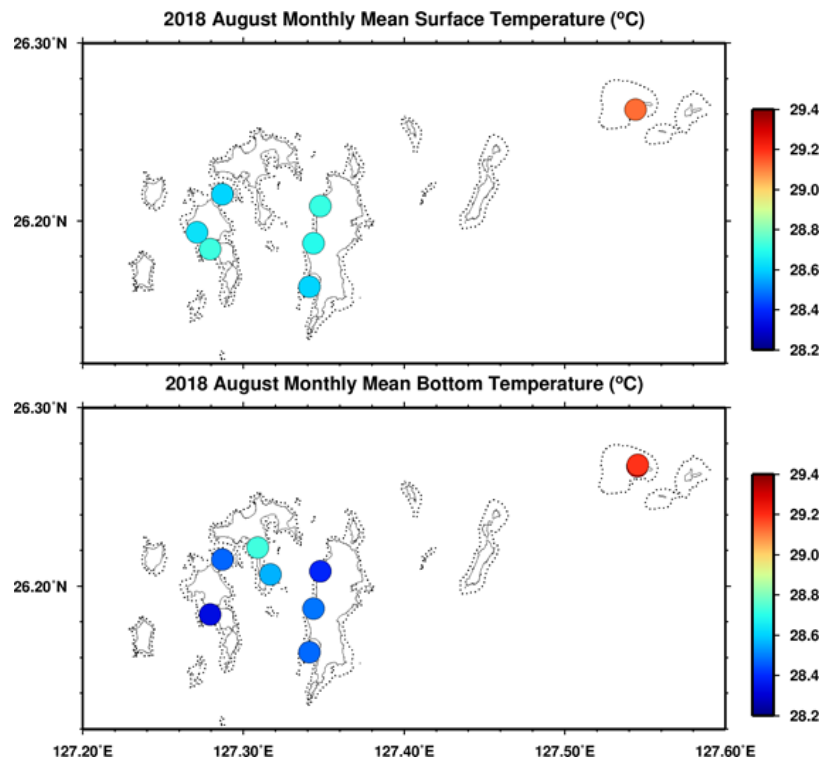 2018 August Monthly Mean Surface Temperature (°C)
26.30˚N
26.20˚N
29.4
29.2
29.0
28.8
28.6
28.4
28.2
2018 August Monthly Mean Bottom Temperature (°C)
26.30˚N
26.20˚N
29.4
29.2
29.0
28.8
28.6
28.4
28.2
127.20˚E 127.30˚E 127.40˚E 127.50˚E 127.60˚E